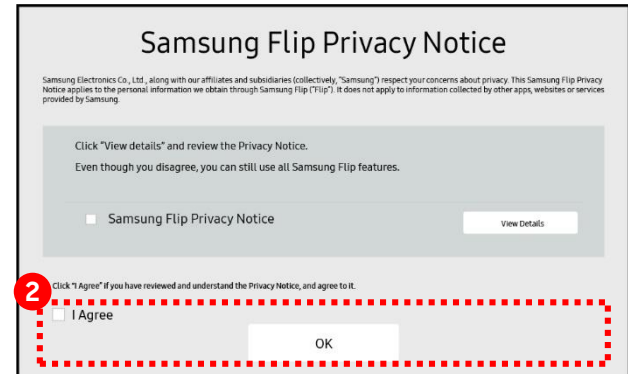 Samsung Flip Privacy Notice
Samsung Electronics Co., Ltd., along with our affiliates and subsidiaries (collectively, "Samsung") respect your concerns about privacy. This Samsung Flip Privacy
Notice applies to the personal information we obtain through Samsung Flip ("Flip"). It does not apply to information collected by other apps, websites or services
provided by Samsung.
Click "View details" and review the Privacy Notice.
Even though you disagree, you can still use all Samsung Flip features.
Samsung Flip Privacy Notice
View Details
Click "I Agree" if you have reviewed and understand the Privacy Notice, and agree to it.
2
I Agree
OK